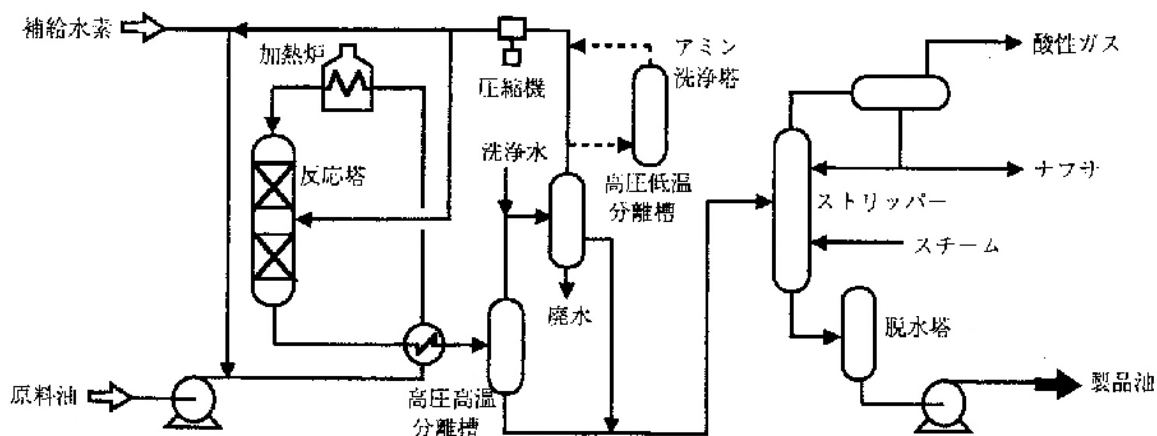 補給水素
加熱炉
圧縮機
アミン
洗浄塔
酸性ガス
反応塔
洗浄水
高圧低温
分離槽
ナフサ
ストリッパー
スチーム
廃水
脱水塔
原料油
高圧高温
分離槽
製品油